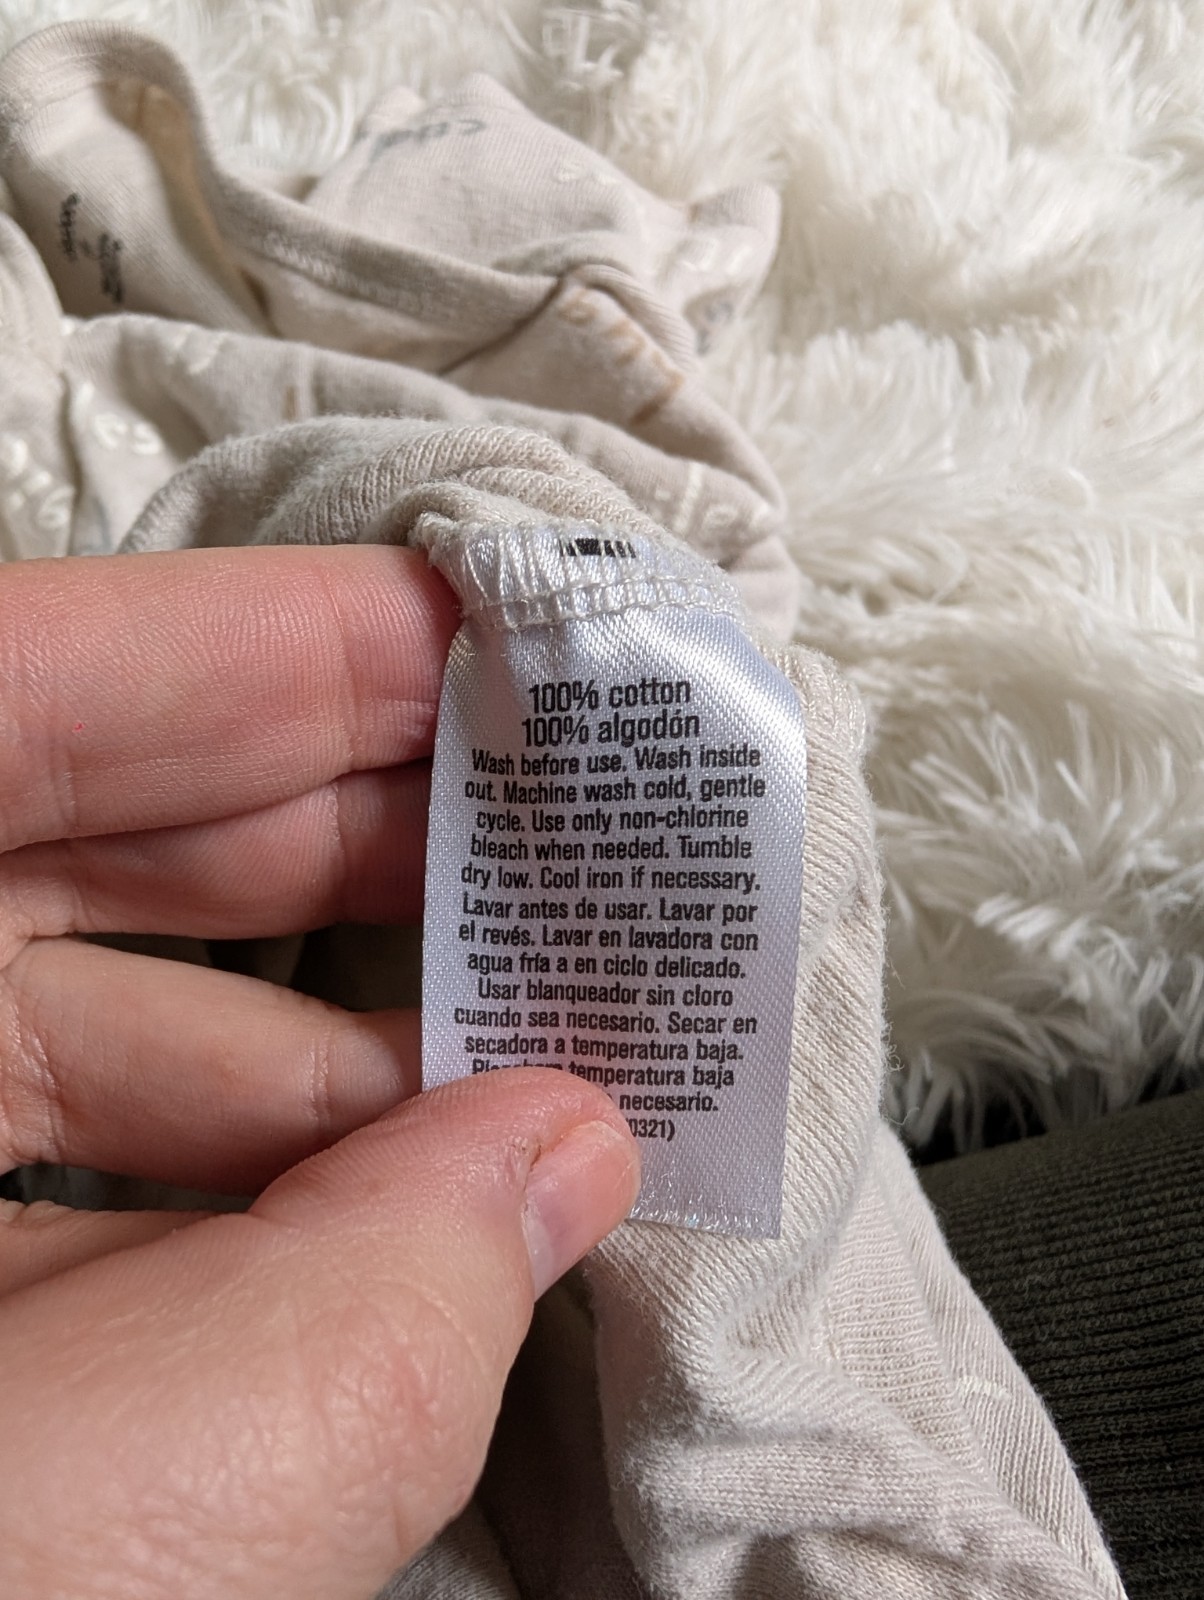 100% cotton
100% algodón
Wash before use. Wash inside
out. Machine wash cold, gentle
cycle. Use only non-chlorine
bleach when needed. Tumble
dry low. Cool iron if necessary.
Lavar antes de usar. Lavar por
el revés. Lavar en lavadora con
agua fría a en ciclo delicado.
Usar blanqueador sin cloro
cuando sea necesario. Secar en
secadora a temperatura baja.
temperatura baja
necesario.
0321)